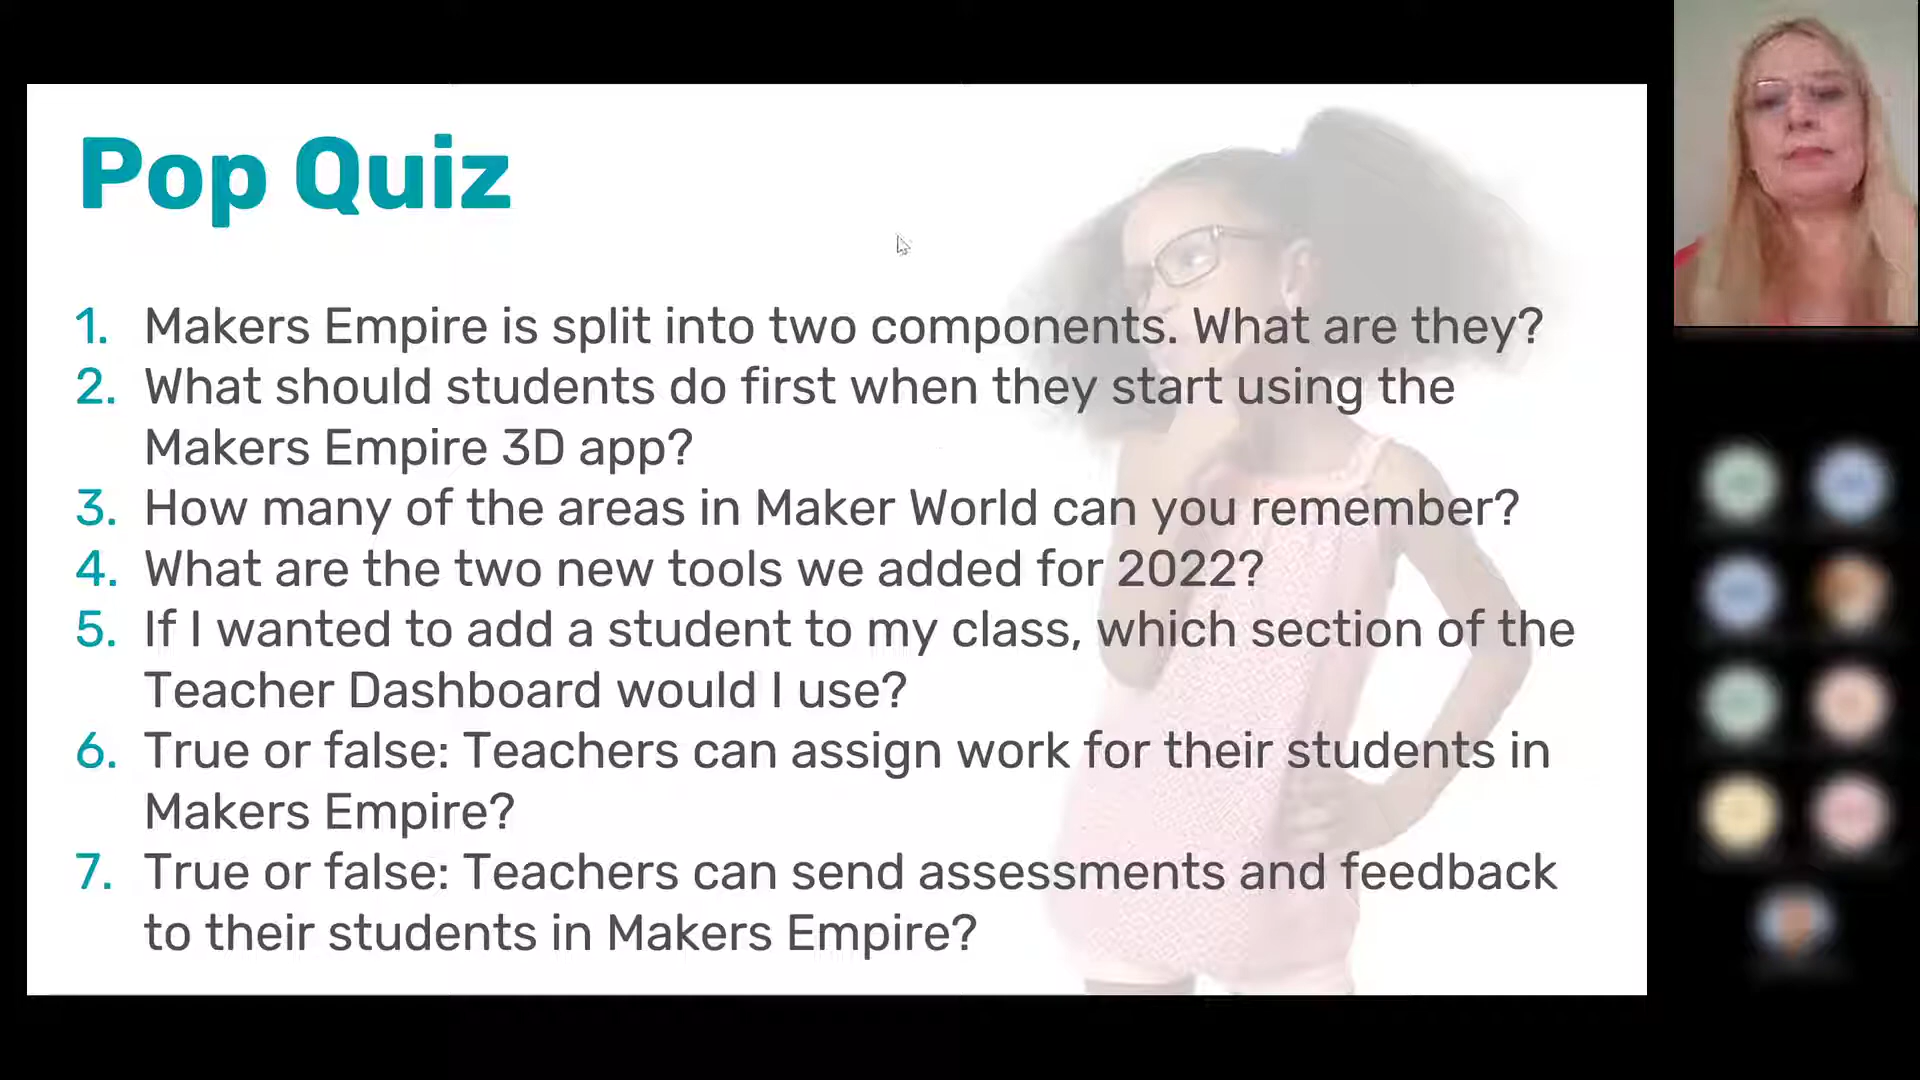 Pop Quiz
1. Makers Empire is split into two components. What are they?
2. What should students do first when they start using the
Makers Empire 3D app?
3. How many of the areas in Maker World can you remember?
4. What are the two new tools we added for 2022?
5. If I wanted to add a student to my class, which section of the
Teacher Dashboard would I use?
6. True or false: Teachers can assign work for their students in
Makers Empire?
7. True or false: Teachers can send assessments and feedback
to their students in Makers Empire?